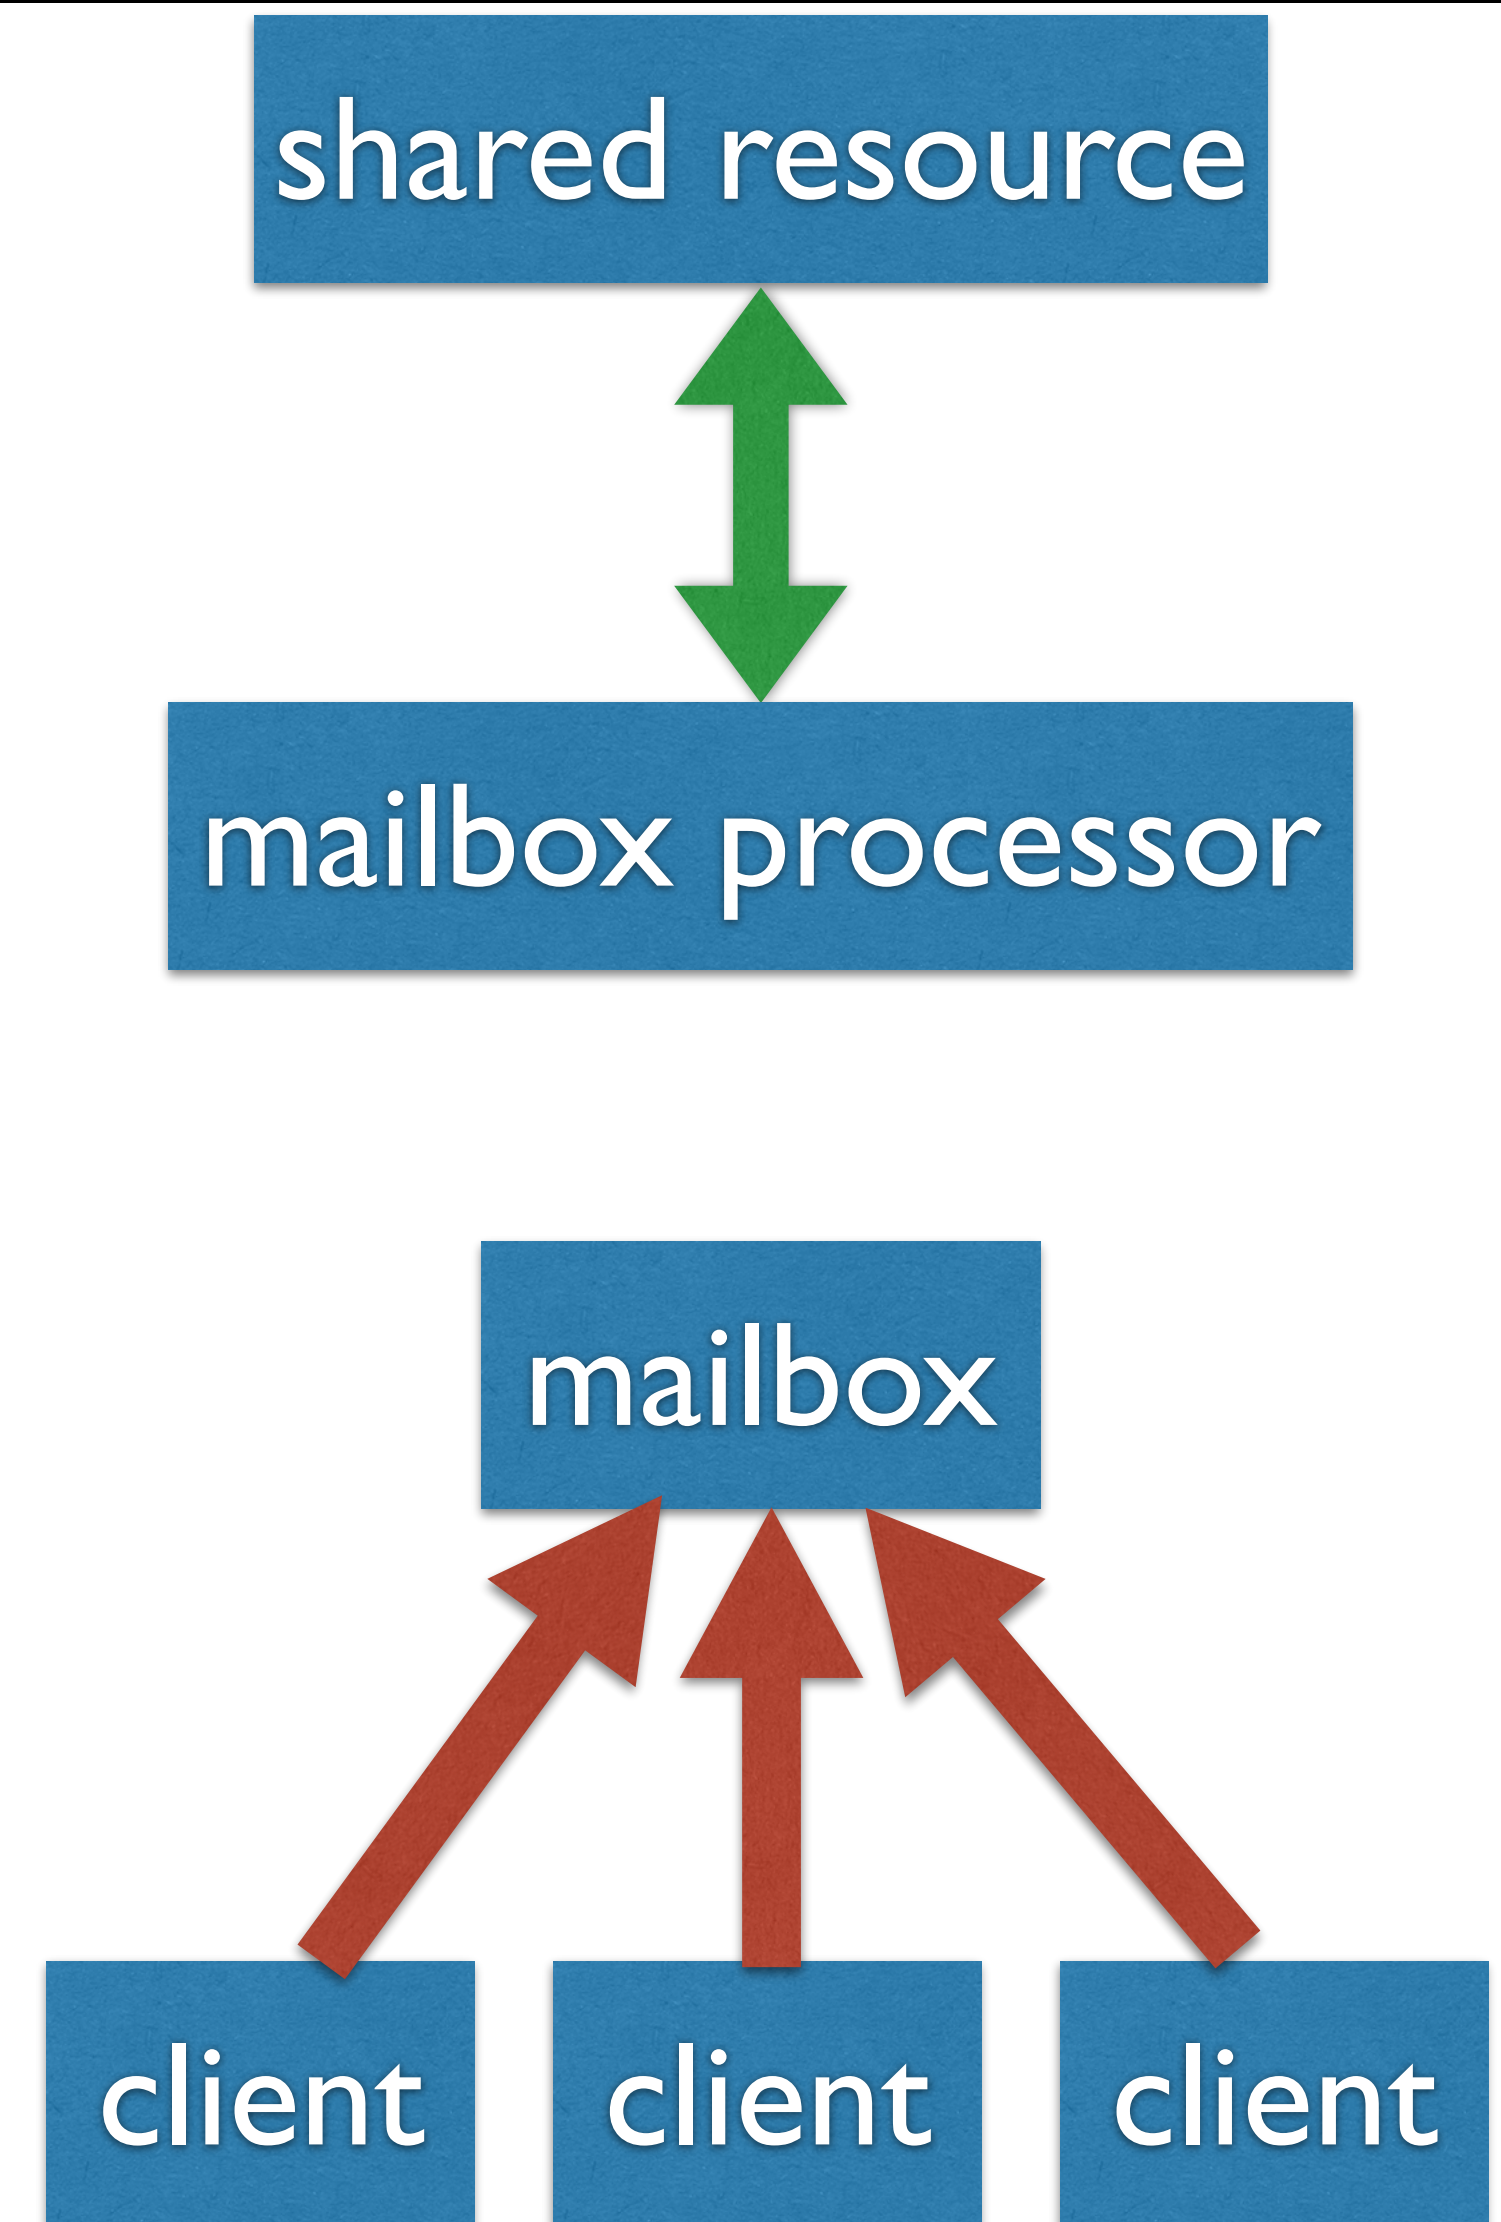 shared resource
mailbox processor
mailbox
client
client
client